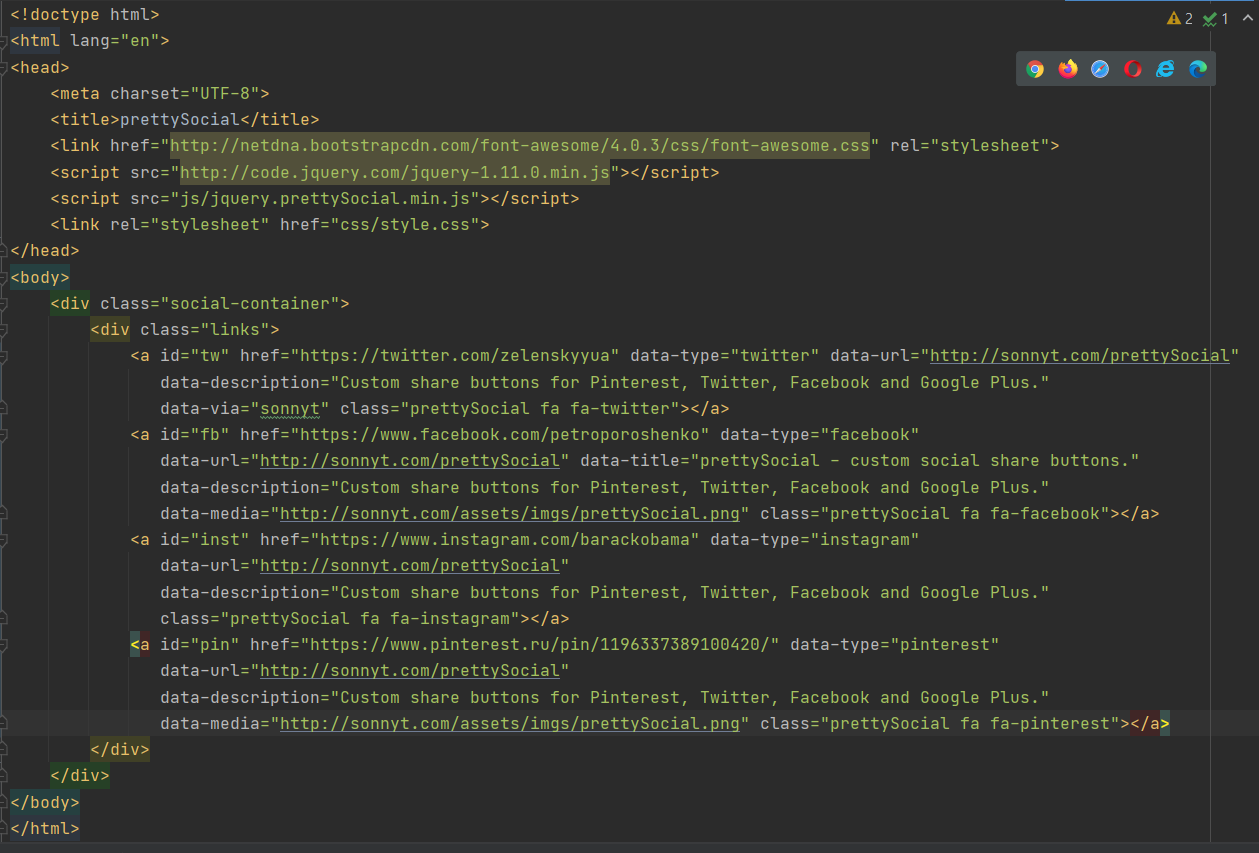 <!doctype html>
2 1
<html lang="en">
<head>
<meta charset="UTF-8">
<title>prettySocial</title>
<link href="http://netdna.bootstrapcdn.com/font-awesome/4.0.3/css/font-awesome.css" rel="stylesheet">
<script src="http://code.jquery.com/jquery-1.11.0.min.js"></script>
<script src="js/jquery.prettySocial.min.js"></script>
<link rel="stylesheet" href="css/style.css">
</head>
<body>
<div class="social-container">
<div class="links">
<a id="tw" href="https://twitter.com/zelenskyyua" data-type="twitter" data-url="http://sonnyt.com/prettySocial"
data-description="Custom share buttons for Pinterest, Twitter, Facebook and Google Plus."
data-via="sonnyt" class="prettySocial fa fa-twitter"></a>
<a id="fb" href="https://www.facebook.com/petroporoshenko" data-type="facebook"
data-url="http://sonnyt.com/prettySocial" data-title="prettySocial - custom social share buttons."
data-description="Custom share buttons for Pinterest, Twitter, Facebook and Google Plus."
data-media="http://sonnyt.com/assets/imgs/prettySocial.png" class="prettySocial fa fa-facebook"></a>
<a id="inst" href="https://www.instagram.com/barackobama" data-type="instagram"
data-url="http://sonnyt.com/prettySocial"
data-description="Custom share buttons for Pinterest, Twitter, Facebook and Google Plus."
class="prettySocial fa fa-instagram"></a>
<a id="pin" href="https://www.pinterest.ru/pin/1196337389100420/" data-type="pinterest"
data-url="http://sonnyt.com/prettySocial"
data-description="Custom share buttons for Pinterest, Twitter, Facebook and Google Plus."
data-media="http://sonnyt.com/assets/imgs/prettySocial.png" class="prettySocial fa fa-pinterest"></a>
</div>
</div>
</body>
</html>